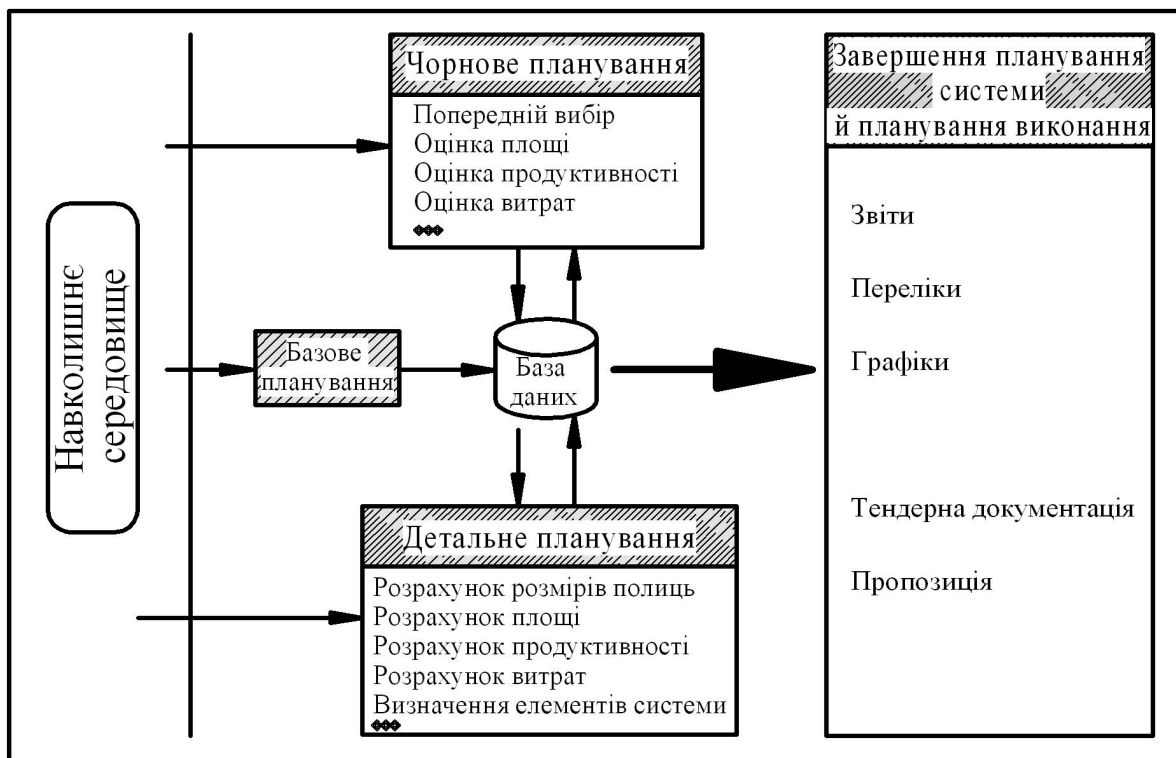 Навколишнє
середовище
Чорнове планування
Попередній вибір
Оцінка площі
Оцінка продуктивності
Оцінка витрат
Базове
планування
База
даних
Детальне планування
Розрахунок розмірів полиць
Розрахунок площі
Розрахунок продуктивності
Розрахунок витрат
Визначення елементів системи
Завершення планування
системи
й планування виконання
Звіти
Переліки
Графіки
Тендерна документація
Пропозиція